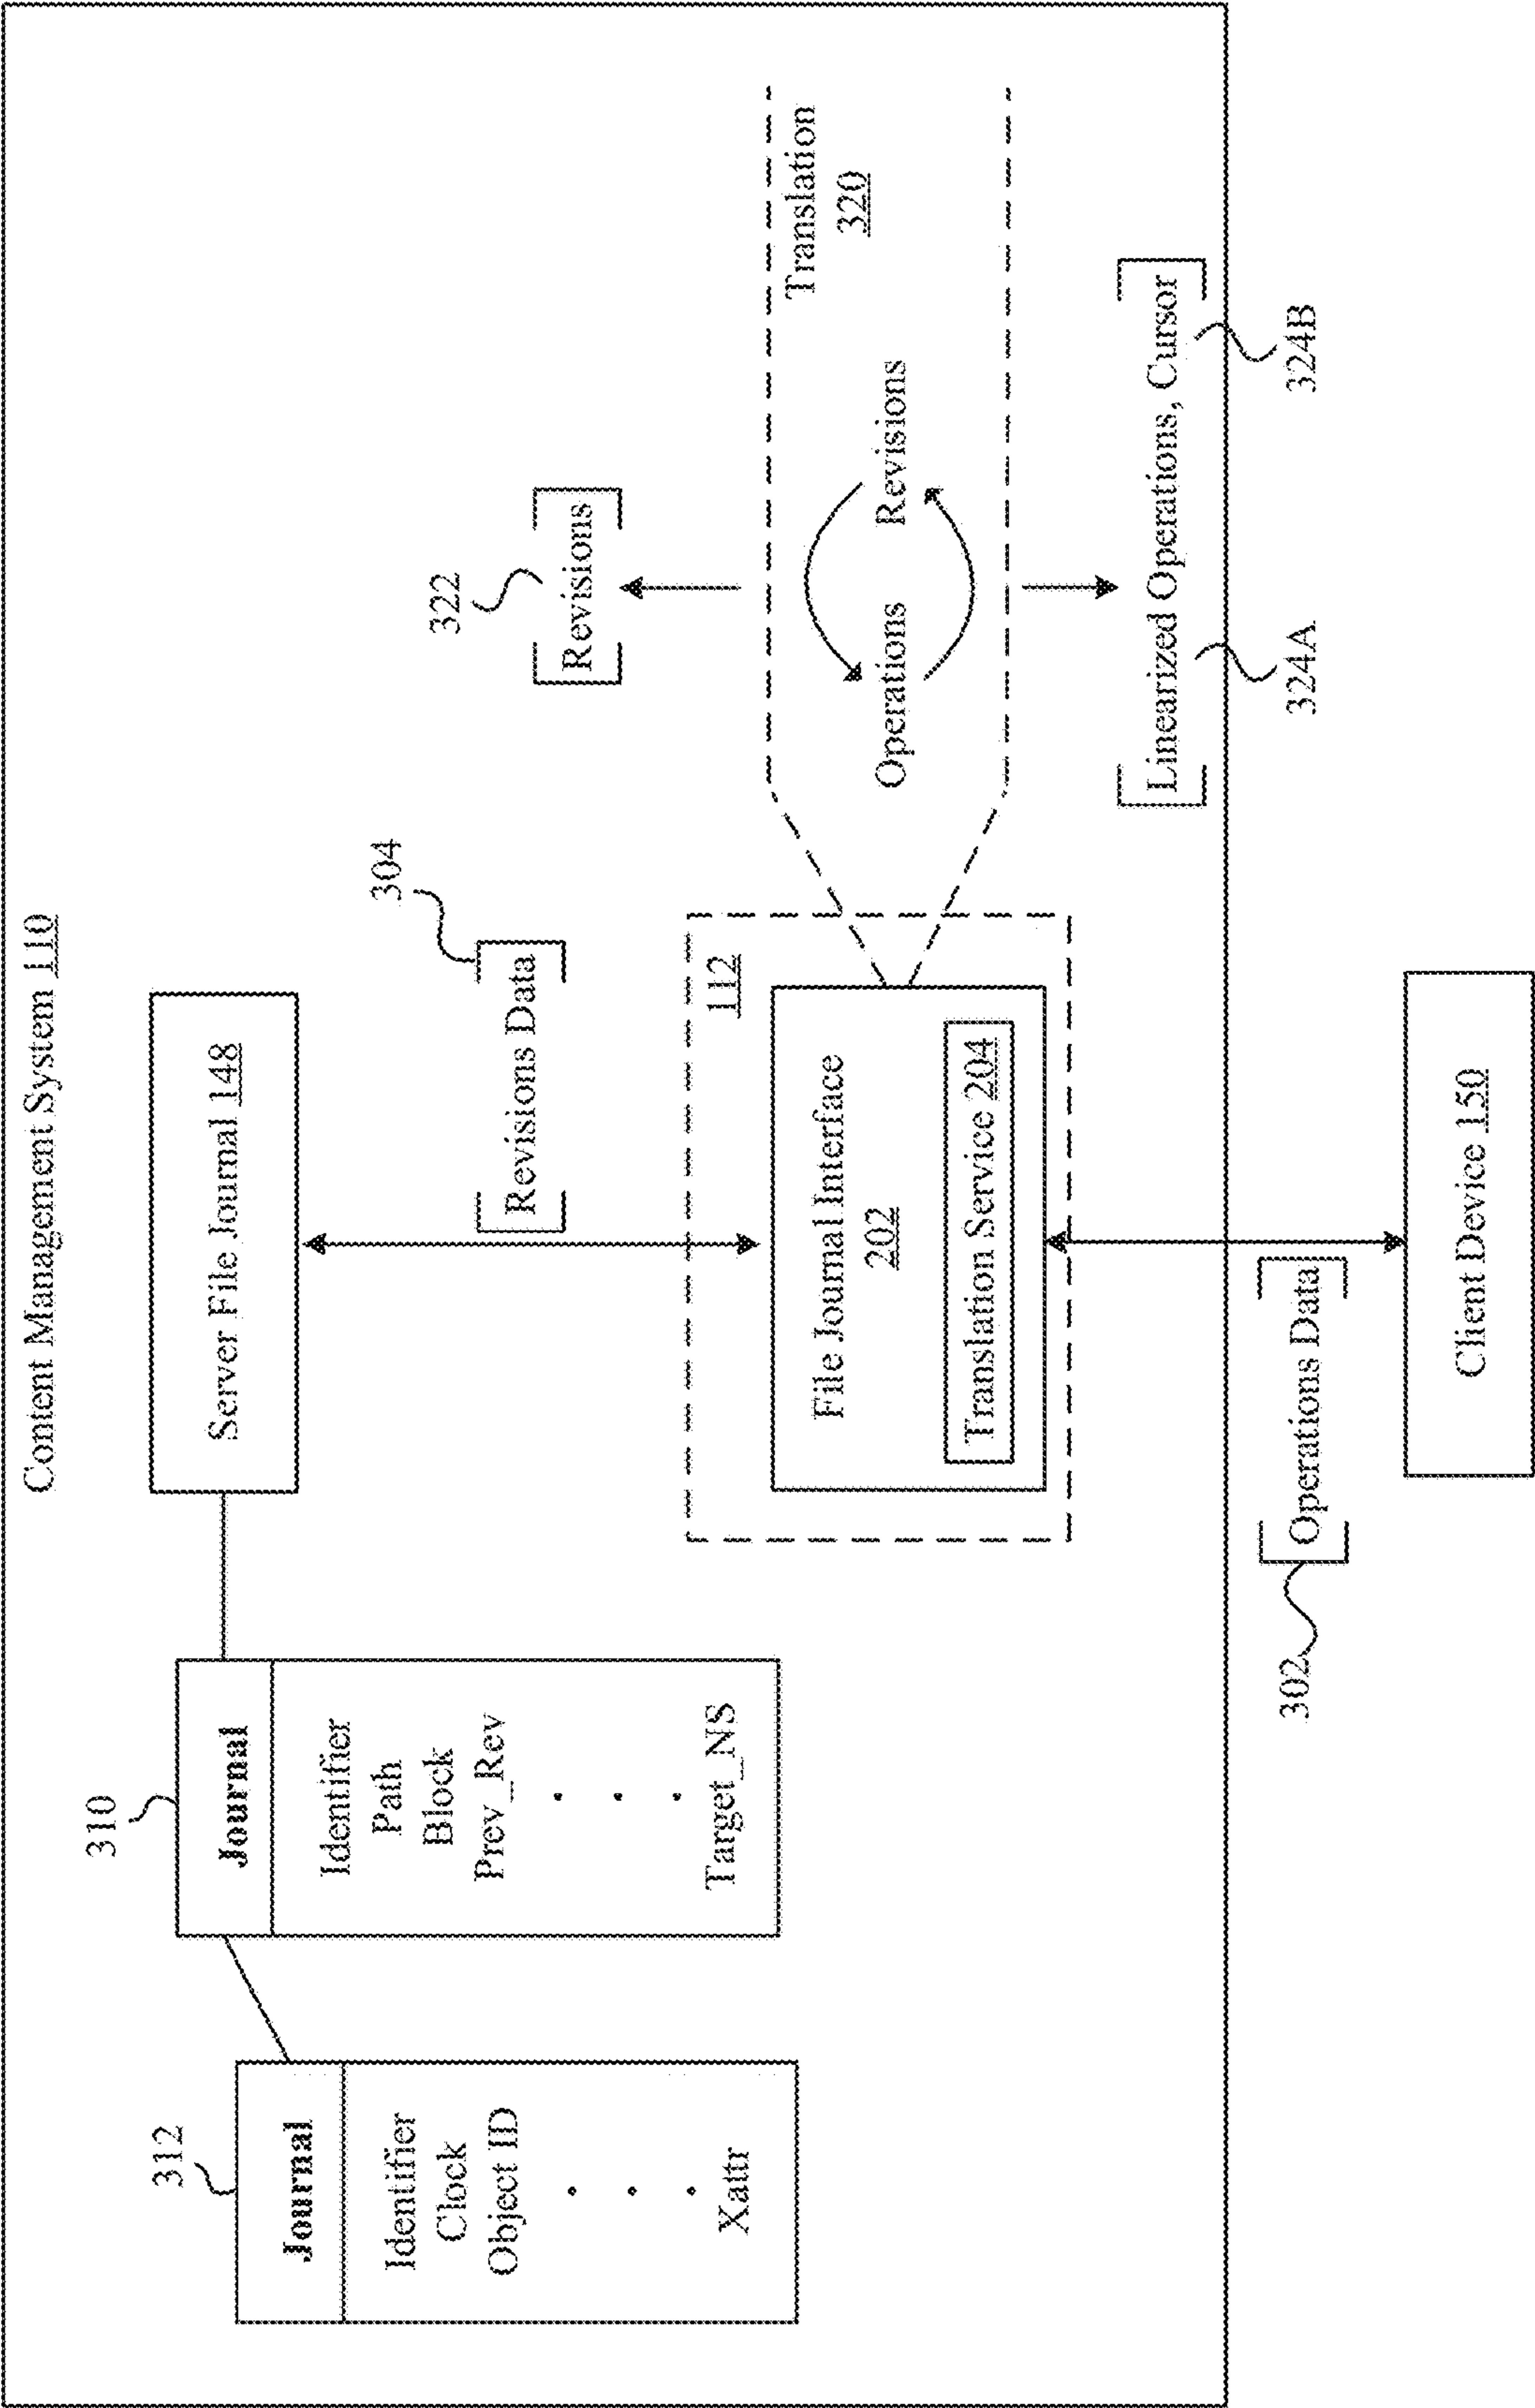 Content Management System 110
312
Journal
Identifier
Clock
Object ID
Xattr
310
Journal
Identifier
Path
Block
Prev_Rev
Target_NS
Server File Journal 148
304
Revisions Data
112
File Journal Interface
202
Translation Service 204
302
Operations Data
Client Device 150
322
Revisions
Translation
320
Operations Revisions
Linearized Operations, Cursor
324A
324B